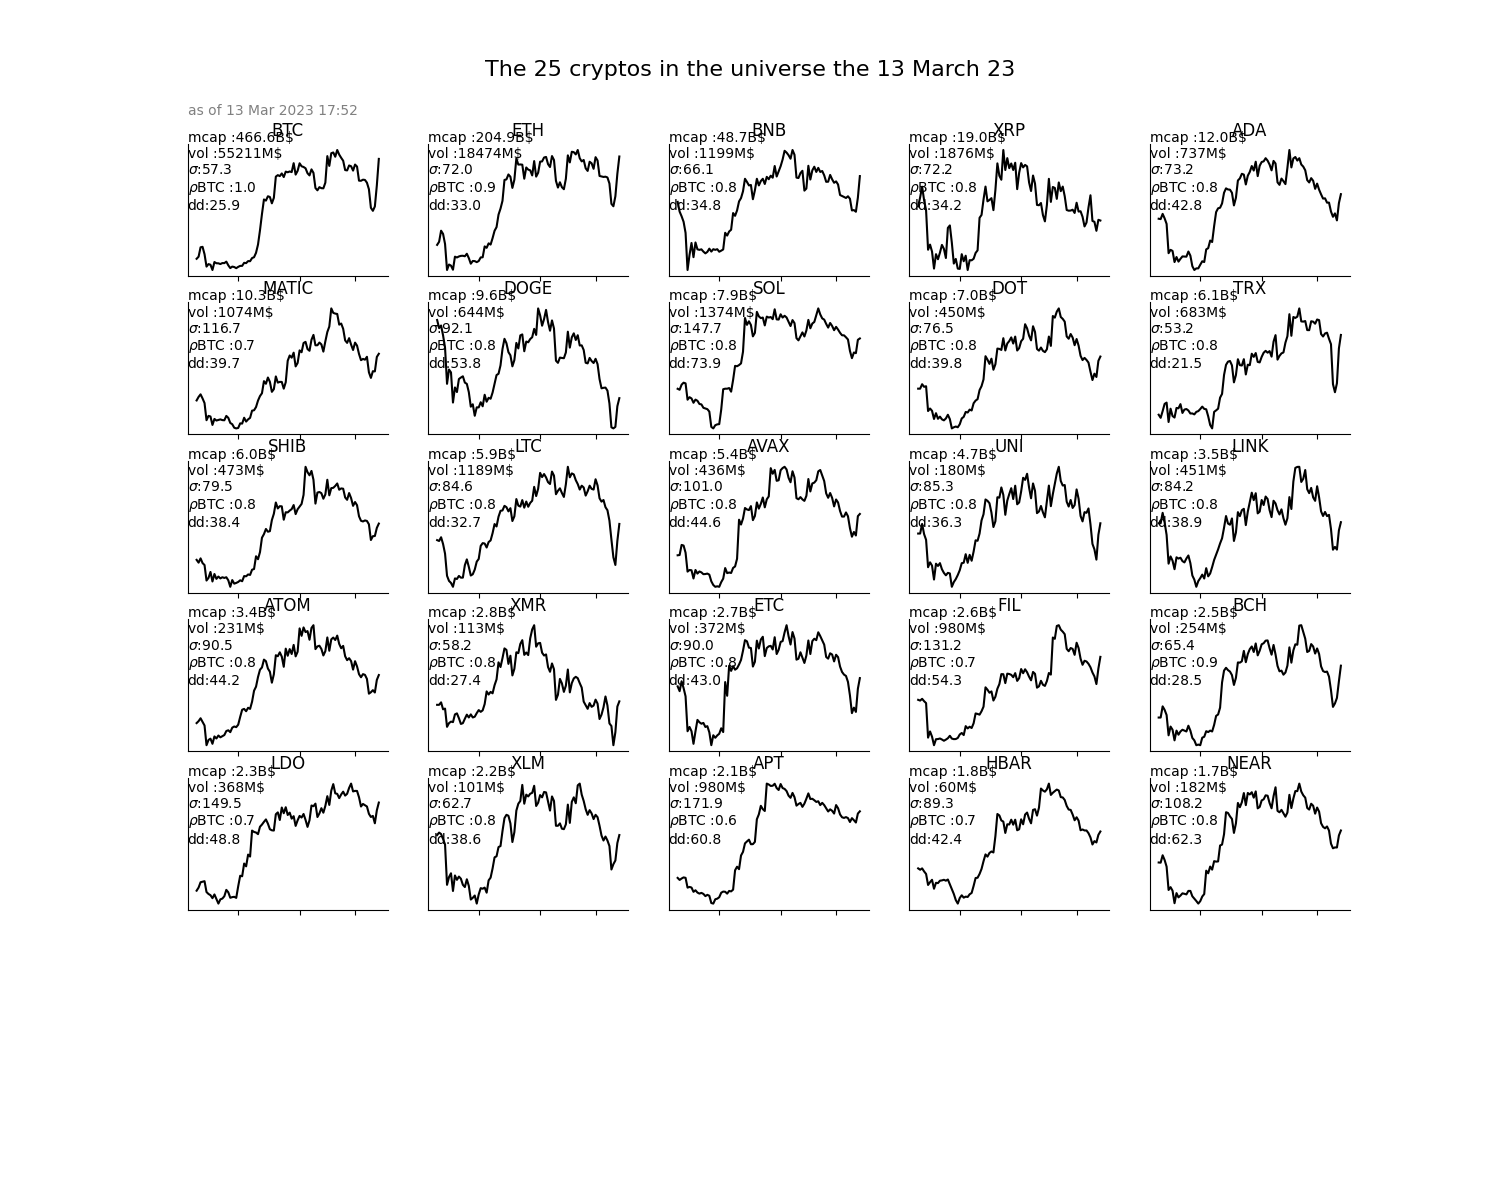 The 25 cryptos in the universe the 13 March 23
as of 13 Mar 2023 17:52
BTC
mcap :466.6B$
vol :55211M$
σ:57.3
ρBTC :1.0
dd:25.9
ETH
mcap :204.9B$
vol :18474M$
σ:72.0
ρBTC :0.9
dd:33.0
BNB
mcap :48.7B$
vol :1199M$
σ:66.1
ρBTC :0.8
dd:34.8
XRP
mcap :19.0B$
vol :1876M$
σ:72.2
ρBTC :0.8
dd:34.2
ADA
mcap :12.0B$
vol :737M$
σ:73.2
ρBTC :0.8
dd:42.8
MATIC
mcap :10.3B$
vol :1074M$
σ:116.7
ρBTC :0.7
dd:39.7
DOGE
mcap :9.6B$
vol :644M$
σ:92.1
ρBTC :0.8
dd:53.8
SOL
mcap :7.9B$
vol :1374M$
σ:147.7
ρBTC :0.8
dd:73.9
DOT
mcap :7.0B$
vol :450M$
σ:76.5
ρBTC :0.8
dd:39.8
TRX
mcap :6.1B$
vol :683M$
σ:53.2
ρBTC :0.8
dd:21.5
SHIB
mcap :6.0B$
vol :473M$
σ:79.5
ρBTC :0.8
dd:38.4
LTC
mcap :5.9B$
vol :1189M$
σ:84.6
ρBTC :0.8
dd:32.7
AVAX
mcap :5.4B$
vol :436M$
σ:101.0
ρBTC :0.8
dd:44.6
UNI
mcap :4.7B$
vol :180M$
σ:85.3
ρBTC :0.8
dd:36.3
LINK
mcap :3.5B$
vol :451M$
σ:84.2
ρBTC :0.8
dd:38.9
ATOM
mcap :3.4B$
vol :231M$
σ:90.5
ρBTC :0.8
dd:44.2
XMR
mcap :2.8B$
vol :113M$
σ:58.2
ρBTC :0.8
dd:27.4
ETC
mcap :2.7B$
vol :372M$
σ:90.0
ρBTC :0.8
dd:43.0
FIL
mcap :2.6B$
vol :980M$
σ:131.2
ρBTC :0.7
dd:54.3
BCH
mcap :2.5B$
vol :254M$
σ:65.4
ρBTC :0.9
dd:28.5
LDO
mcap :2.3B$
vol :368M$
σ:149.5
ρBTC :0.7
dd:48.8
XLM
mcap :2.2B$
vol :101M$
σ:62.7
ρBTC :0.8
dd:38.6
APT
mcap :2.1B$
vol :980M$
σ:171.9
ρBTC :0.6
dd:60.8
HBAR
mcap :1.8B$
vol :60M$
σ:89.3
ρBTC :0.7
dd:42.4
NEAR
mcap :1.7B$
vol :182M$
σ:108.2
ρBTC :0.8
dd:62.3